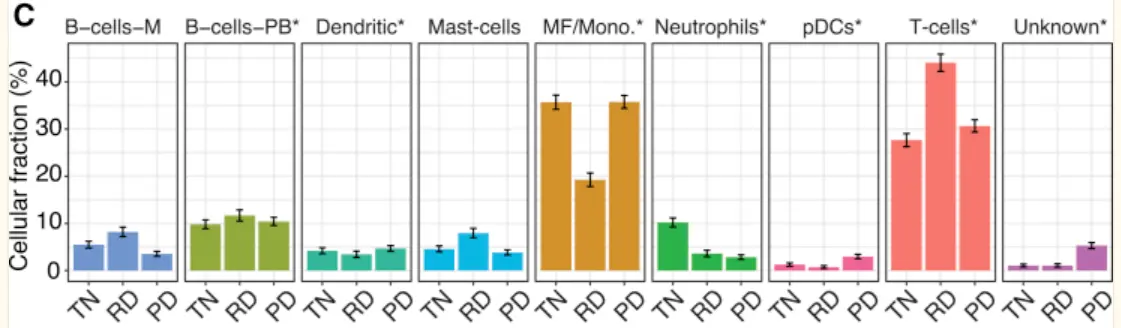 C
B−cells−M B−cells−PB* Dendritic* Mast-cells MF/Mono.* Neutrophils* pDCs* T-cells* Unknown*
Cellular fraction (%)
40
30
20
10
0
TN RD PD TN RD PD TN RD PD TN RD PD TN RD PD TN RD PD TN RD PD TN RD PD TN RD PD